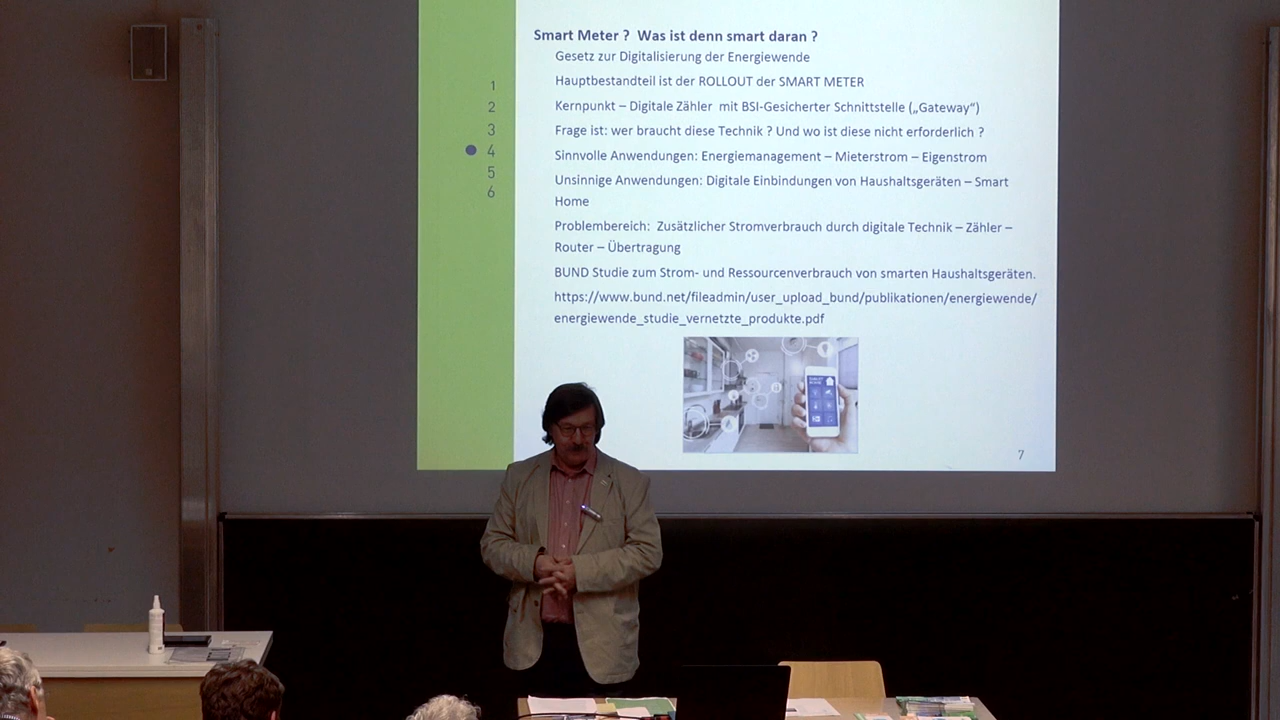 Smart Meter ? Was ist denn smart daran ?
Gesetz zur Digitalisierung der Energiewende
Hauptbestandteil ist der ROLLOUT der SMART METER
Kernpunkt – Digitale Zähler mit BSI-Gesicherter Schnittstelle („Gateway“)
Frage ist: wer braucht diese Technik ? Und wo ist diese nicht erforderlich ?
Sinnvolle Anwendungen: Energiemanagement – Mieterstrom – Eigenstrom
Unsinnige Anwendungen: Digitale Einbindungen von Haushaltsgeräten – Smart
Home
Problembereich: Zusätzlicher Stromverbrauch durch digitale Technik – Zähler –
Router – Übertragung
BUND Studie zum Strom- und Ressourcenverbrauch von smarten Haushaltsgeräten.
https://www.bund.net/fileadmin/user_upload_bund/publikationen/energiewende/
energiewende_studie_vernetzte_produkte.pdf
1
2
3
4
5
6
7